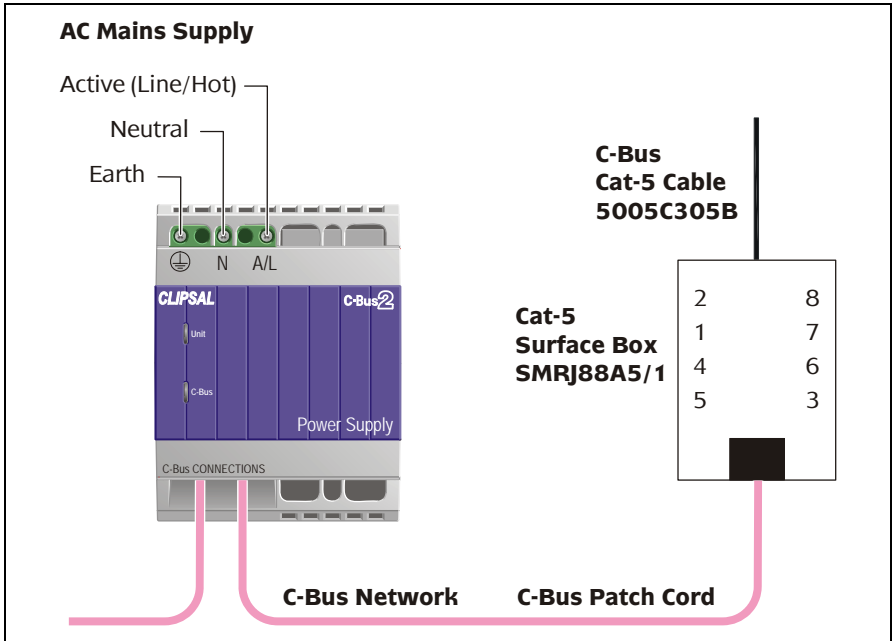 AC Mains Supply
Active (Line/Hot)
Neutral
Earth
N A/L
CLIPSAL
C-Bus2
Unit
C-Bus
Power Supply
C-Bus CONNECTIONS
C-Bus
Cat-5 Cable
5005C305B
Cat-5
Surface Box
SMRJ88A5/1
2 8
1 7
4 6
5 3
C-Bus Network
C-Bus Patch Cord